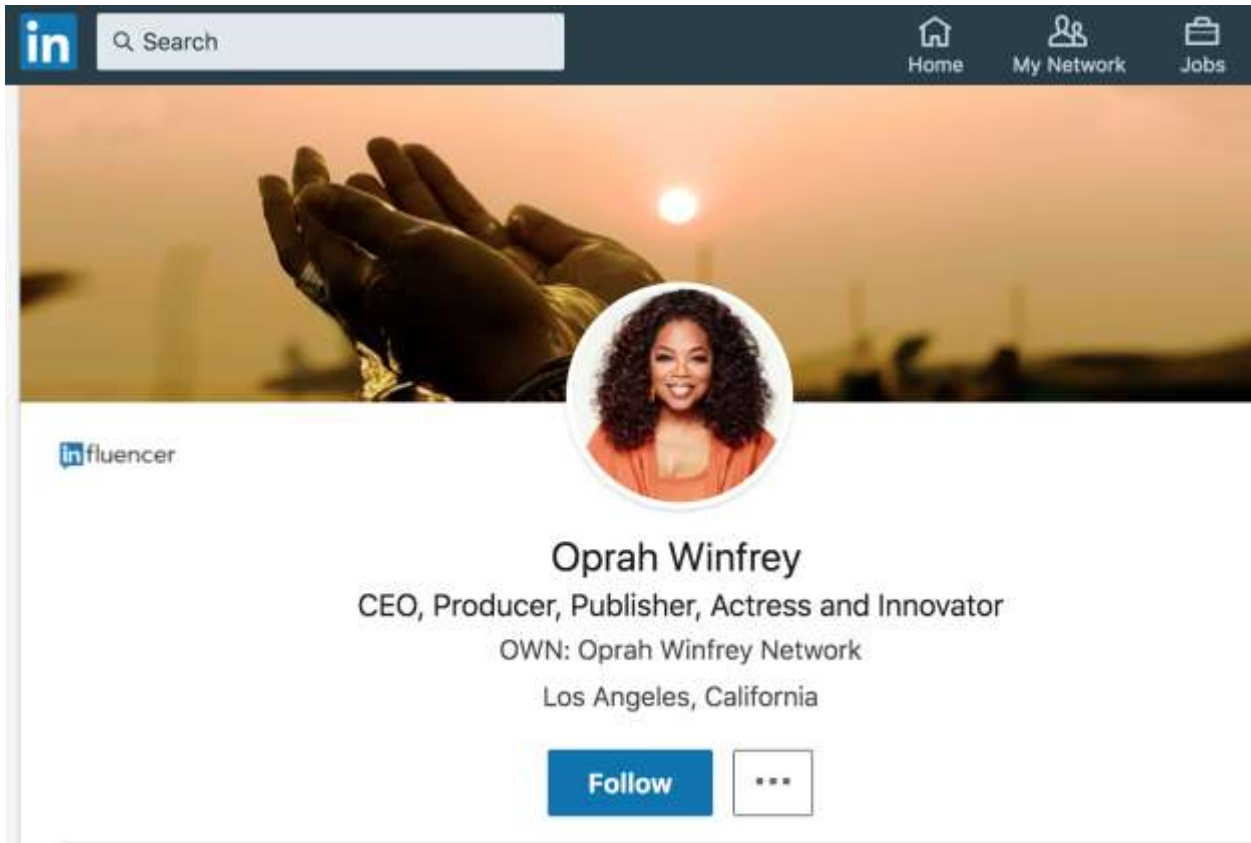 in
Search
Home
My Network
Jobs
influencer
Oprah Winfrey
CEO, Producer, Publisher, Actress and Innovator
OWN: Oprah Winfrey Network
Los Angeles, California
Follow